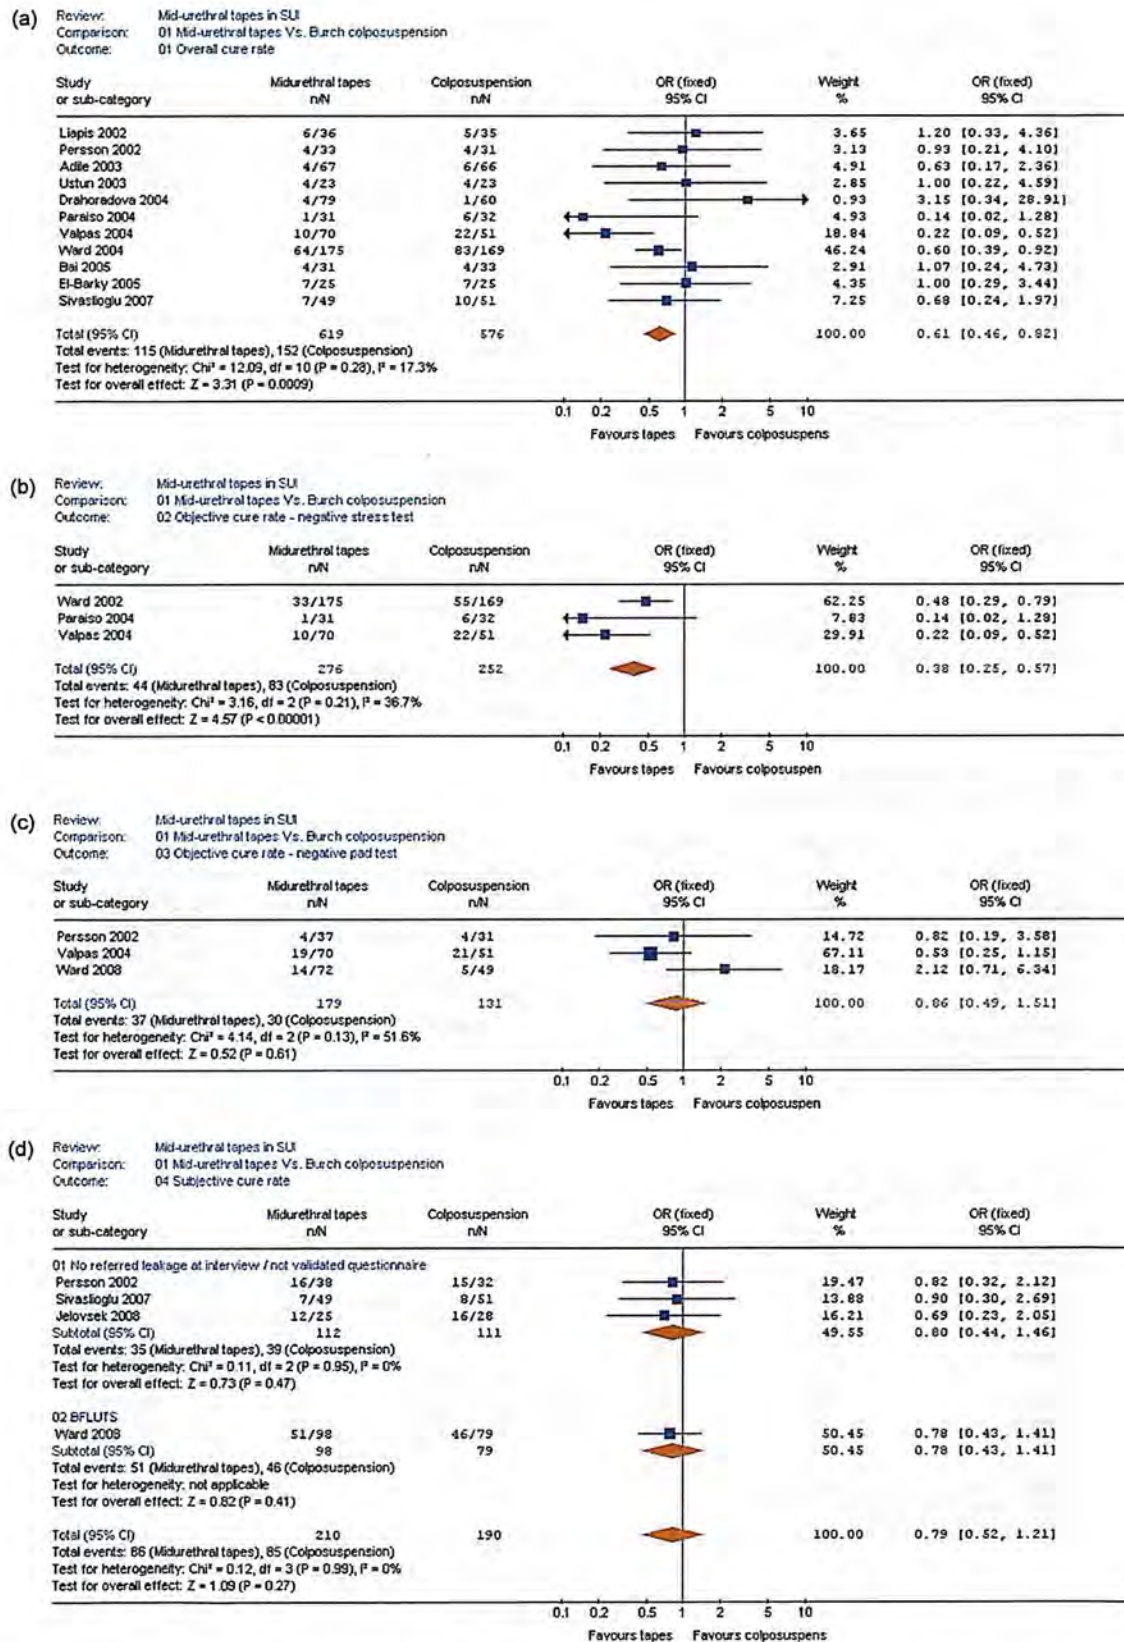 (a) Review: Mid-urethral tapes in SUI
Comparison: 01 Mid-urethral tapes Vs. Burch colposuspension
Outcome: 01 Overall cure rate
Study Midurethral tapes Colposuspension OR (fixed) Weight OR (fixed)
or sub-category n/N n/N 95% CI % 95% CI
Liapis 2002 6/36 5/35 3.65 1.20 [0.33, 4.36]
Persson 2002 4/33 4/31 3.13 0.93 [0.21, 4.10]
Adile 2003 4/67 6/66 4.91 0.63 [0.17, 2.36]
Ustun 2003 4/23 4/23 2.85 1.00 [0.22, 4.59]
Drahoradova 2004 4/79 1/60 0.93 3.15 [0.34, 28.91]
Paraiso 2004 1/31 6/32 4.93 0.14 [0.02, 1.28]
Valpas 2004 10/70 22/51 18.84 0.22 [0.09, 0.52]
Ward 2004 64/175 83/169 46.24 0.60 [0.39, 0.92]
Bai 2005 4/31 4/33 2.91 1.07 [0.24, 4.73]
El-Barky 2005 7/25 7/25 4.35 1.00 [0.29, 3.44]
Sivaslioglu 2007 7/49 10/51 7.25 0.68 [0.24, 1.97]
Total (95% CI) 619 576 100.00 0.61 [0.46, 0.82]
Total events: 115 (Midurethral tapes), 152 (Colposuspension)
Test for heterogeneity: Chi² = 12.09, df = 10 (P = 0.28), I² = 17.3%
Test for overall effect: Z = 3.31 (P = 0.0009)
0.1 0.2 0.5 1 2 5 10
Favours tapes Favours colposuspens
(b) Review: Mid-urethral tapes in SUI
Comparison: 01 Mid-urethral tapes Vs. Burch colposuspension
Outcome: 02 Objective cure rate - negative stress test
Study Midurethral tapes Colposuspension OR (fixed) Weight OR (fixed)
or sub-category n/N n/N 95% CI % 95% CI
Ward 2002 33/175 55/169 62.25 0.48 [0.29, 0.79]
Paraiso 2004 1/31 6/32 7.83 0.14 [0.02, 1.28]
Valpas 2004 10/70 22/51 29.91 0.22 [0.09, 0.52]
Total (95% CI) 276 252 100.00 0.38 [0.25, 0.57]
Total events: 44 (Midurethral tapes), 83 (Colposuspension)
Test for heterogeneity: Chi² = 3.16, df = 2 (P = 0.21), I² = 36.7%
Test for overall effect: Z = 4.57 (P < 0.00001)
0.1 0.2 0.5 1 2 5 10
Favours tapes Favours colposuspen
(c) Review: Mid-urethral tapes in SUI
Comparison: 01 Mid-urethral tapes Vs. Burch colposuspension
Outcome: 03 Objective cure rate - negative pad test
Study Midurethral tapes Colposuspension OR (fixed) Weight OR (fixed)
or sub-category n/N n/N 95% CI % 95% CI
Persson 2002 4/37 4/31 14.72 0.82 [0.19, 3.58]
Valpas 2004 19/70 21/51 67.11 0.53 [0.25, 1.15]
Ward 2008 14/72 5/49 18.17 2.12 [0.71, 6.34]
Total (95% CI) 179 131 100.00 0.86 [0.49, 1.51]
Total events: 37 (Midurethral tapes), 30 (Colposuspension)
Test for heterogeneity: Chi² = 4.14, df = 2 (P = 0.13), I² = 51.6%
Test for overall effect: Z = 0.52 (P = 0.61)
0.1 0.2 0.5 1 2 5 10
Favours tapes Favours colposuspen
(d) Review: Mid-urethral tapes in SUI
Comparison: 01 Mid-urethral tapes Vs. Burch colposuspension
Outcome: 04 Subjective cure rate
Study Midurethral tapes Colposuspension OR (fixed) Weight OR (fixed)
or sub-category n/N n/N 95% CI % 95% CI
01 No referred leakage at interview / not validated questionnaire
Persson 2002 16/38 15/32 19.47 0.82 [0.32, 2.12]
Sivaslioglu 2007 7/49 8/51 13.88 0.90 [0.30, 2.69]
Jelovsek 2008 12/25 16/28 16.21 0.69 [0.23, 2.05]
Subtotal (95% CI) 112 111 49.55 0.80 [0.44, 1.46]
Total events: 35 (Midurethral tapes), 39 (Colposuspension)
Test for heterogeneity: Chi² = 0.11, df = 2 (P = 0.95), I² = 0%
Test for overall effect: Z = 0.73 (P = 0.47)
02 BFLUTS
Ward 2008 51/98 46/79 50.45 0.78 [0.43, 1.41]
Subtotal (95% CI) 98 79 50.45 0.78 [0.43, 1.41]
Total events: 51 (Midurethral tapes), 46 (Colposuspension)
Test for heterogeneity: not applicable
Test for overall effect: Z = 0.82 (P = 0.41)
Total (95% CI) 210 190 100.00 0.79 [0.52, 1.21]
Total events: 86 (Midurethral tapes), 85 (Colposuspension)
Test for heterogeneity: Chi² = 0.12, df = 3 (P = 0.99), I² = 0%
Test for overall effect: Z = 1.09 (P = 0.27)
0.1 0.2 0.5 1 2 5 10
Favours tapes Favours colposuspens